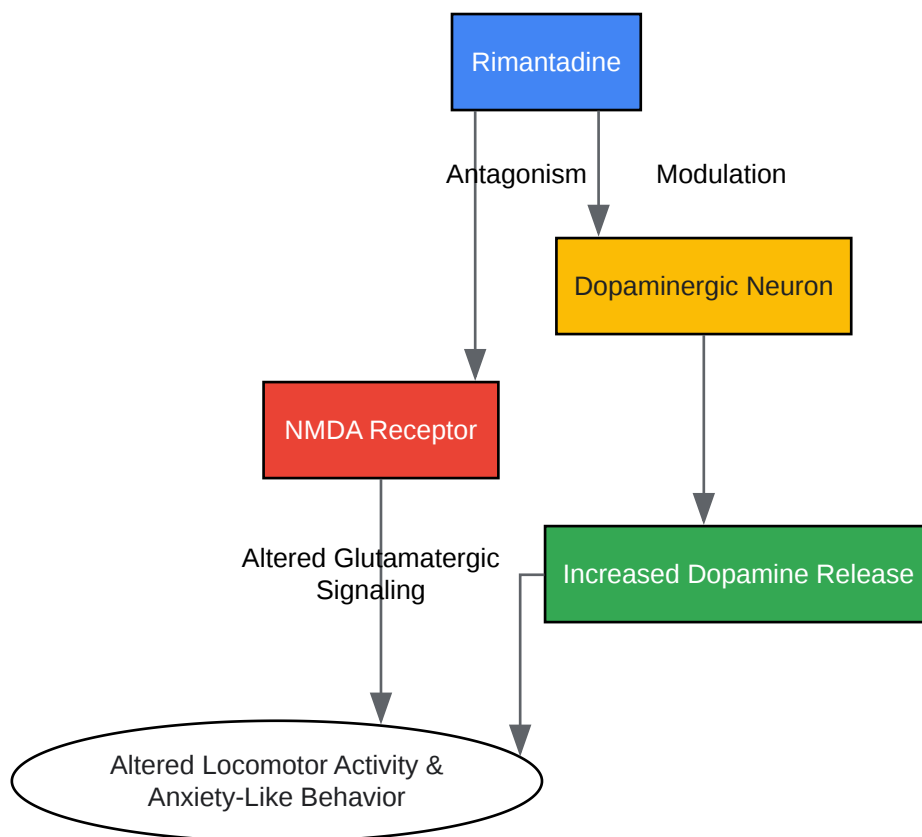 Rimantadine
Antagonism
Modulation
Dopaminergic Neuron
NMDA Receptor
Altered Glutamatergic
Signaling
Increased Dopamine Release
Altered Locomotor Activity &
Anxiety-Like Behavior